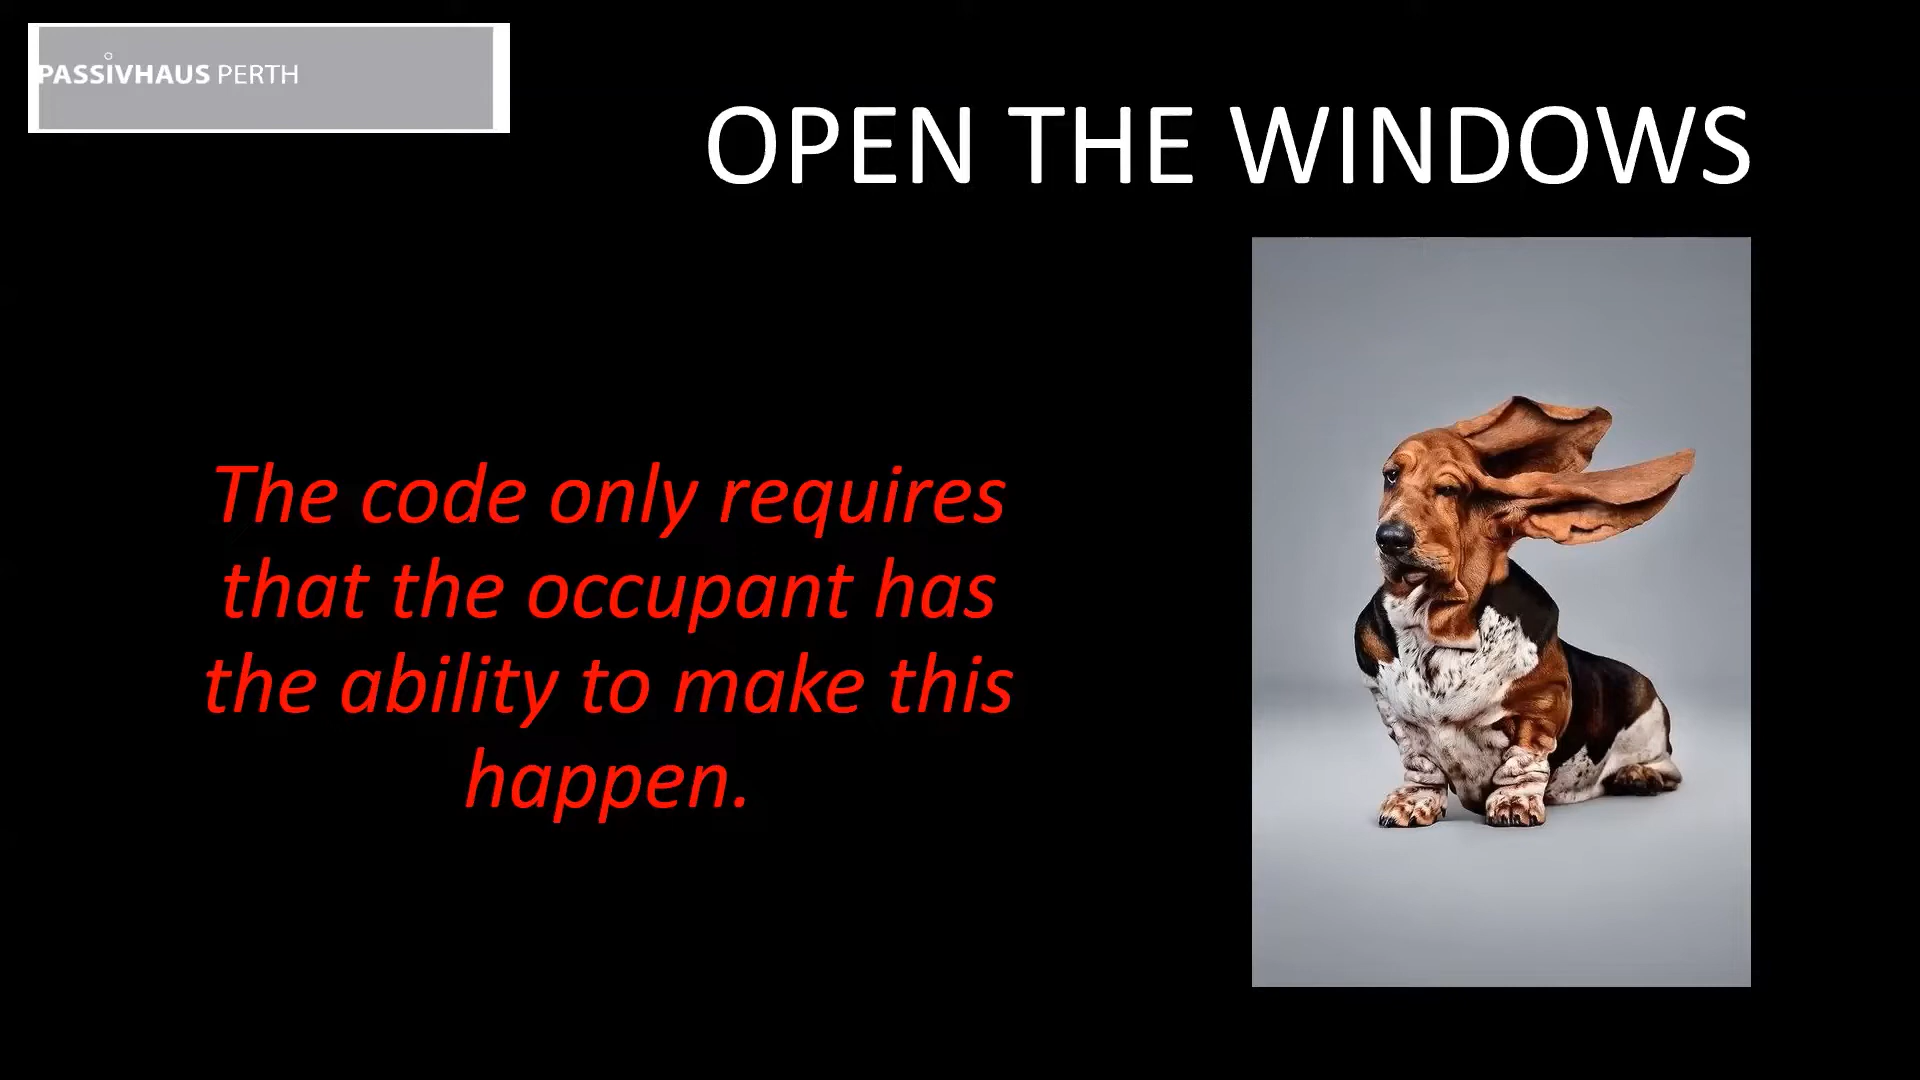 PASSIVHAUS PERTH
OPEN THE WINDOWS
The code only requires
that the occupant has
the ability to make this
happen.